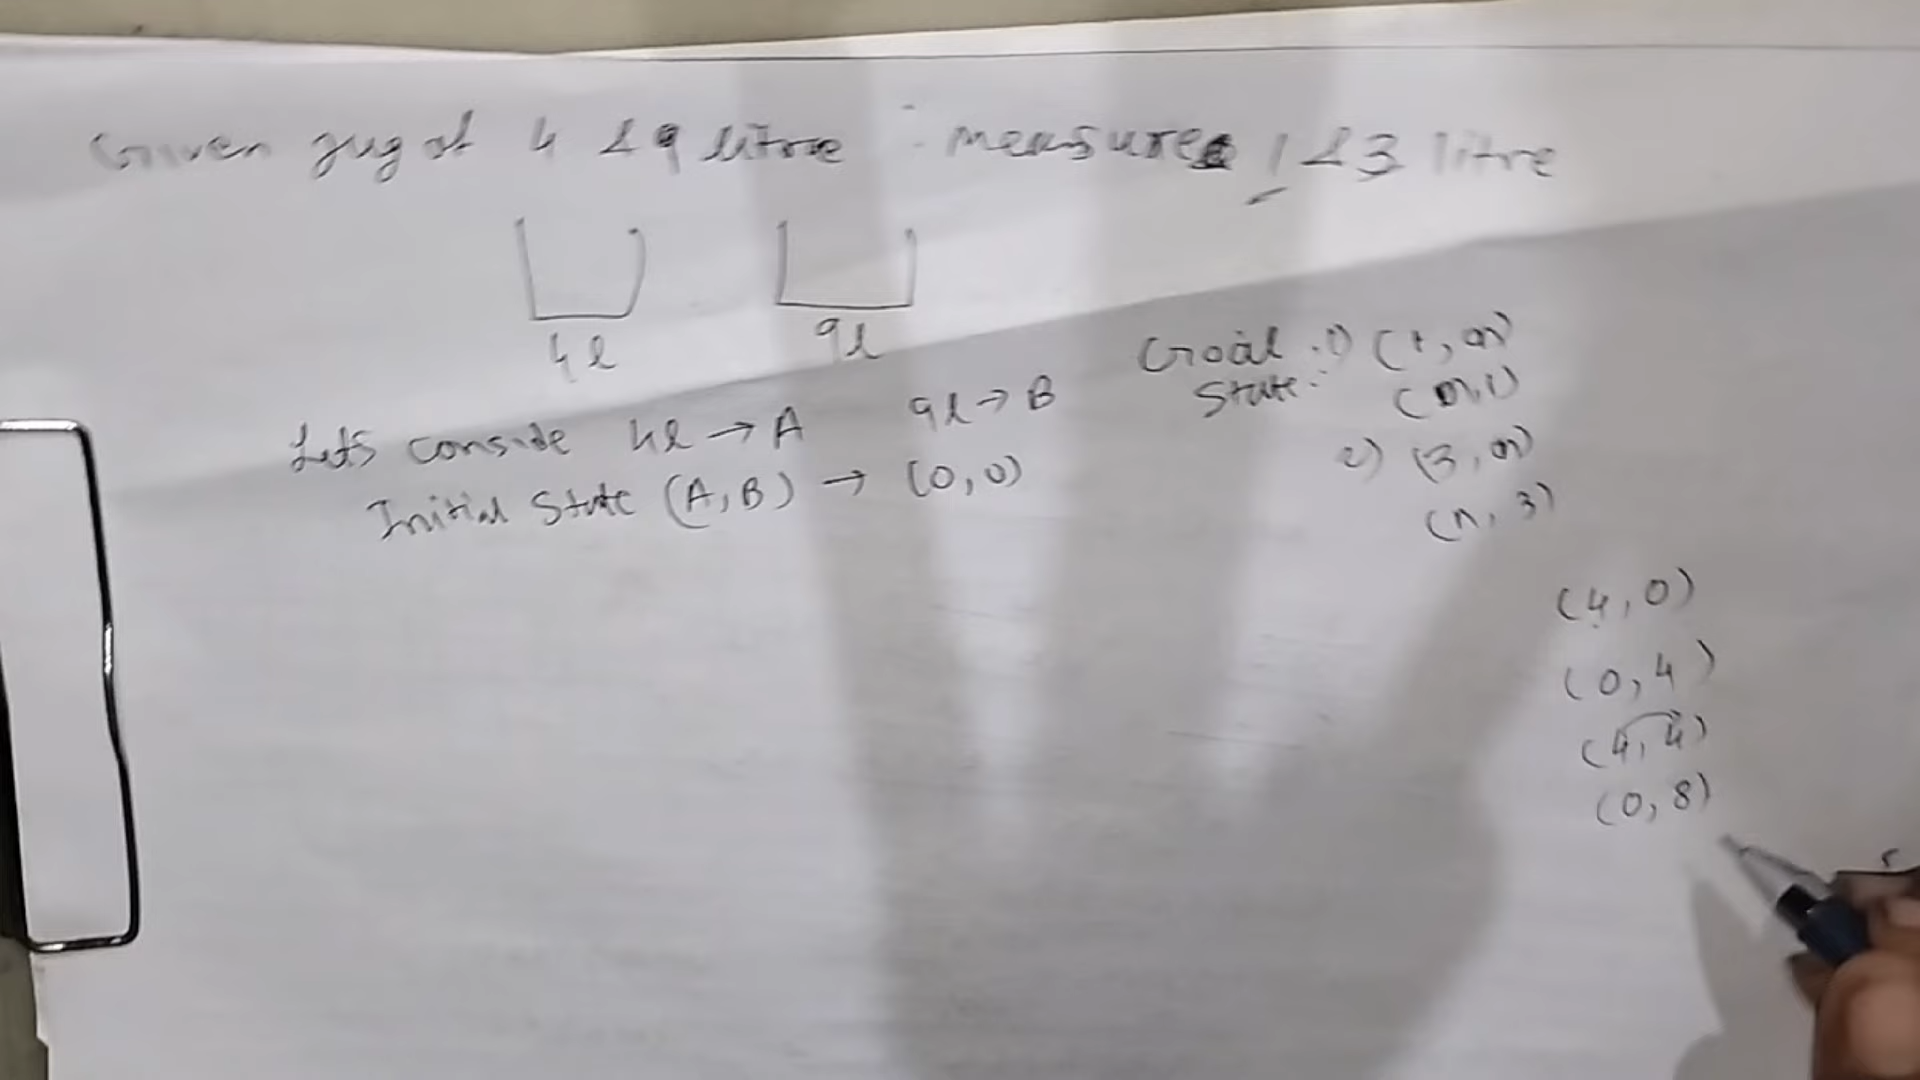 Given jug of 4 & 9 litre measure 1 & 3 litre
4l 9l
Lets conside 4l → A 9l → B
Initial State (A, B) → (0, 0)
Goal State: 1) (1, n)
(n, 1)
2) (3, n)
(n, 3)
(4, 0)
(0, 4)
(4, 4)
(0, 8)